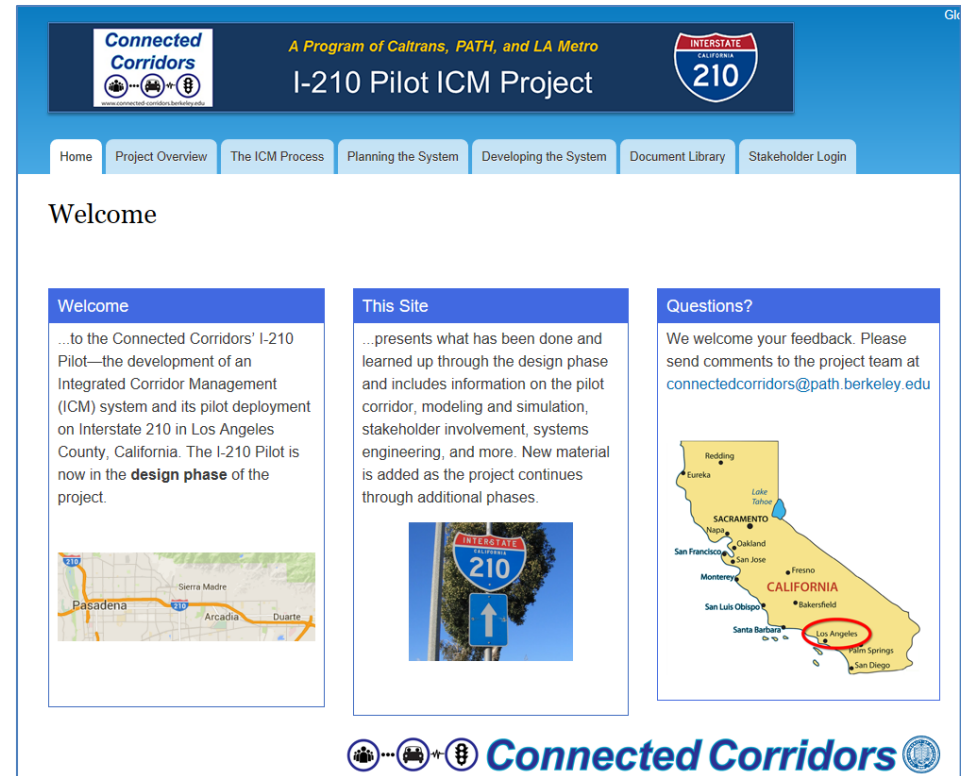 Connected
Corridors
www.connected-corridors.berkeley.edu
A Program of Caltrans, PATH, and LA Metro
I-210 Pilot ICM Project
INTERSTATE
CALIFORNIA
210
Home
Project Overview
The ICM Process
Planning the System
Developing the System
Document Library
Stakeholder Login
Welcome
Welcome
...to the Connected Corridors' I-210
Pilot—the development of an
Integrated Corridor Management
(ICM) system and its pilot deployment
on Interstate 210 in Los Angeles
County, California. The I-210 Pilot is
now in the design phase of the
project.
210
Sierra Madre
Pasadena
210
Arcadia
Duarte
This Site
...presents what has been done and
learned up through the design phase
and includes information on the pilot
corridor, modeling and simulation,
stakeholder involvement, systems
engineering, and more. New material
is added as the project continues
through additional phases.
INTERSTATE
CALIFORNIA
210
Questions?
We welcome your feedback. Please
send comments to the project team at
connectedcorridors@path.berkeley.edu
Redding
Eureka
Lake
Tahoe
SACRAMENTO
Napa
Oakland
San Francisco
San Jose
Monterey
Fresno
CALIFORNIA
San Luis Obispo
Bakersfield
Santa Barbara
Los Angeles
Palm Springs
San Diego
Connected Corridors